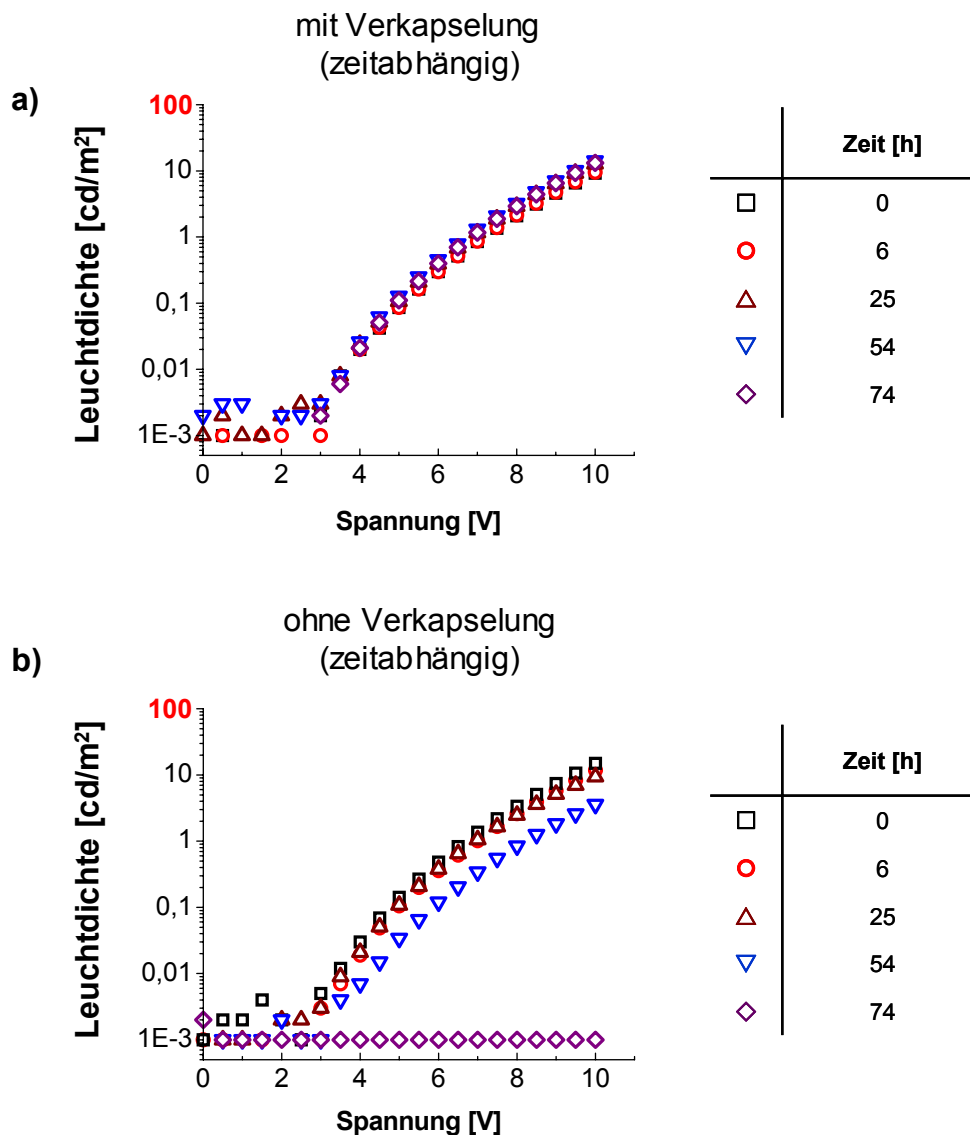 mit Verkapselung
(zeitabhängig)
a)
Leuchtdichte [cd/m²]
100
10
1
0,1
0,01
1E-3
0 2 4 6 8 10
Spannung [V]
Zeit [h]
0
6
25
54
74
ohne Verkapselung
(zeitabhängig)
b)
Leuchtdichte [cd/m²]
100
10
1
0,1
0,01
1E-3
0 2 4 6 8 10
Spannung [V]
Zeit [h]
0
6
25
54
74